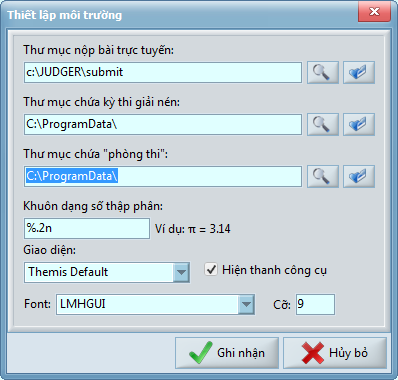 Thiết lập môi trường
Thư mục nộp bài trực tuyến:
c:\JUDGER\submit
Thư mục chứa kỳ thi giải nén:
C:\ProgramData\
Thư mục chứa "phòng thi":
C:\ProgramData\
Khuôn dạng số thập phân:
%.2n Ví dụ: π = 3.14
Giao diện:
Themis Default Hiện thanh công cụ
Font: LMHGUI Cỡ: 9
Ghi nhận Hủy bỏ